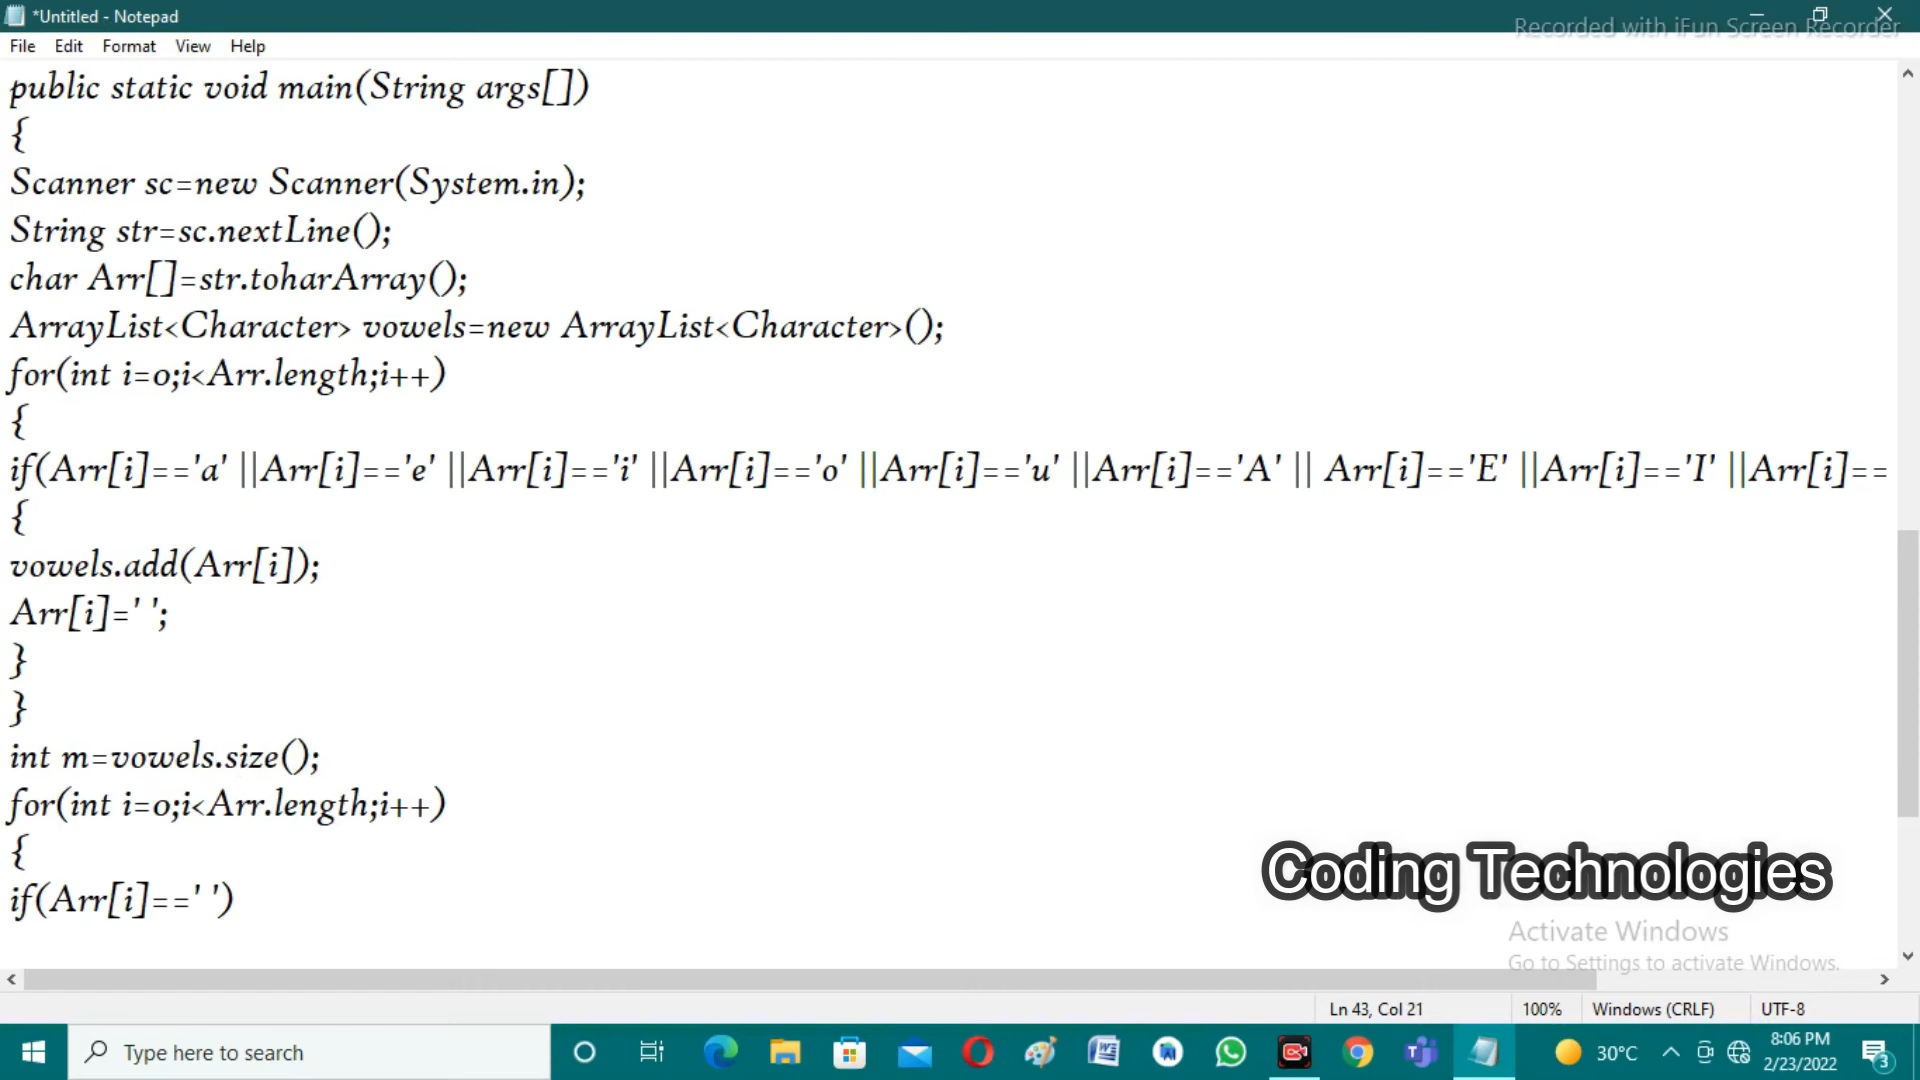 *Untitled - Notepad
Recorded with iFun Screen Recorder
File Edit Format View Help
public static void main(String args[])
{
Scanner sc=new Scanner(System.in);
String str=sc.nextLine();
char Arr[]=str.toharArray();
ArrayList<Character> vowels=new ArrayList<Character>();
for(int i=0;i<Arr.length;i++)
{
if(Arr[i]=='a' ||Arr[i]=='e' ||Arr[i]=='i' ||Arr[i]=='o' ||Arr[i]=='u' ||Arr[i]=='A' || Arr[i]=='E' ||Arr[i]=='I' ||Arr[i]==
{
vowels.add(Arr[i]);
Arr[i]=' ';
}
}
int m=vowels.size();
for(int i=0;i<Arr.length;i++)
{
if(Arr[i]==' ')
Coding Technologies
Activate Windows
Go to Settings to activate Windows.
Ln 43, Col 21 100% Windows (CRLF) UTF-8
Type here to search
30°C
8:06 PM
2/23/2022
3